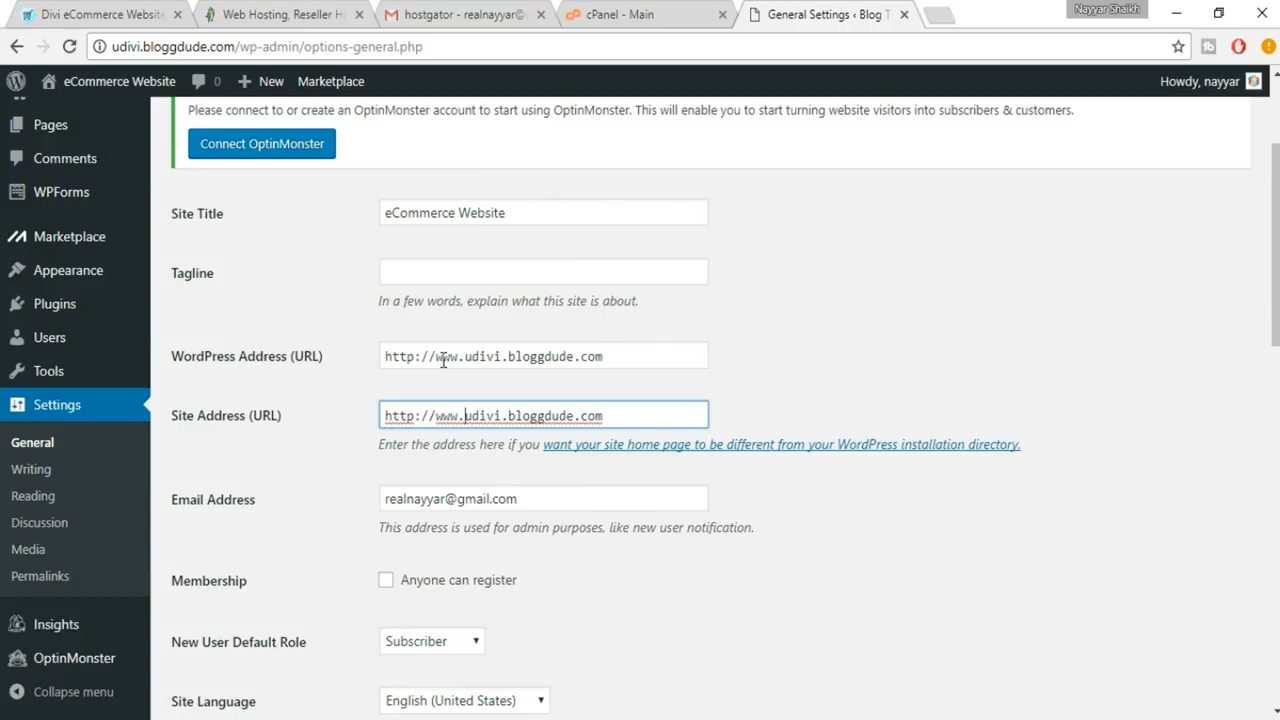 Divi eCommerce Website
Web Hosting, Reseller H
hostgator - realnayyar@
cPanel - Main
General Settings ‹ Blog T
Nayyar Shaikh
udivi.bloggdude.com/wp-admin/options-general.php
eCommerce Website
0
New
Marketplace
Howdy, nayyar
Pages
Comments
WPForms
Marketplace
Appearance
Plugins
Users
Tools
Settings
General
Writing
Reading
Discussion
Media
Permalinks
Insights
OptinMonster
Collapse menu
Please connect to or create an OptinMonster account to start using OptinMonster. This will enable you to start turning website visitors into subscribers & customers.
Connect OptinMonster
Site Title
eCommerce Website
Tagline
In a few words, explain what this site is about.
WordPress Address (URL)
http://www.udivi.bloggdude.com
Site Address (URL)
http://www.udivi.bloggdude.com
Enter the address here if you want your site home page to be different from your WordPress installation directory.
Email Address
realnayyar@gmail.com
This address is used for admin purposes, like new user notification.
Membership
Anyone can register
New User Default Role
Subscriber
Site Language
English (United States)